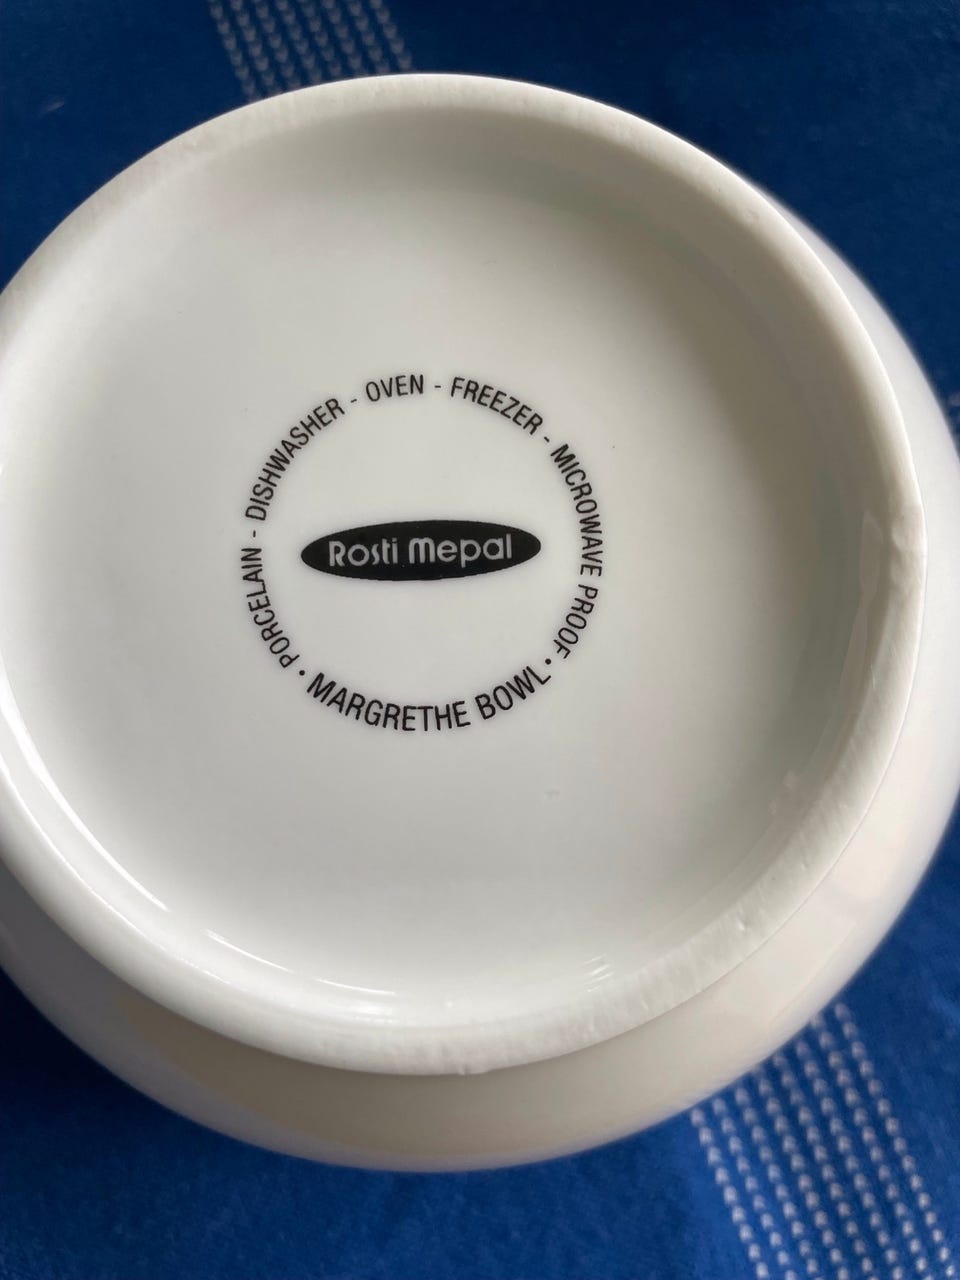 PORCELAIN - DISHWASHER - OVEN - FREEZER - MICROWAVE PROOF
Rosti Mepal
• MARGRETHE BOWL •